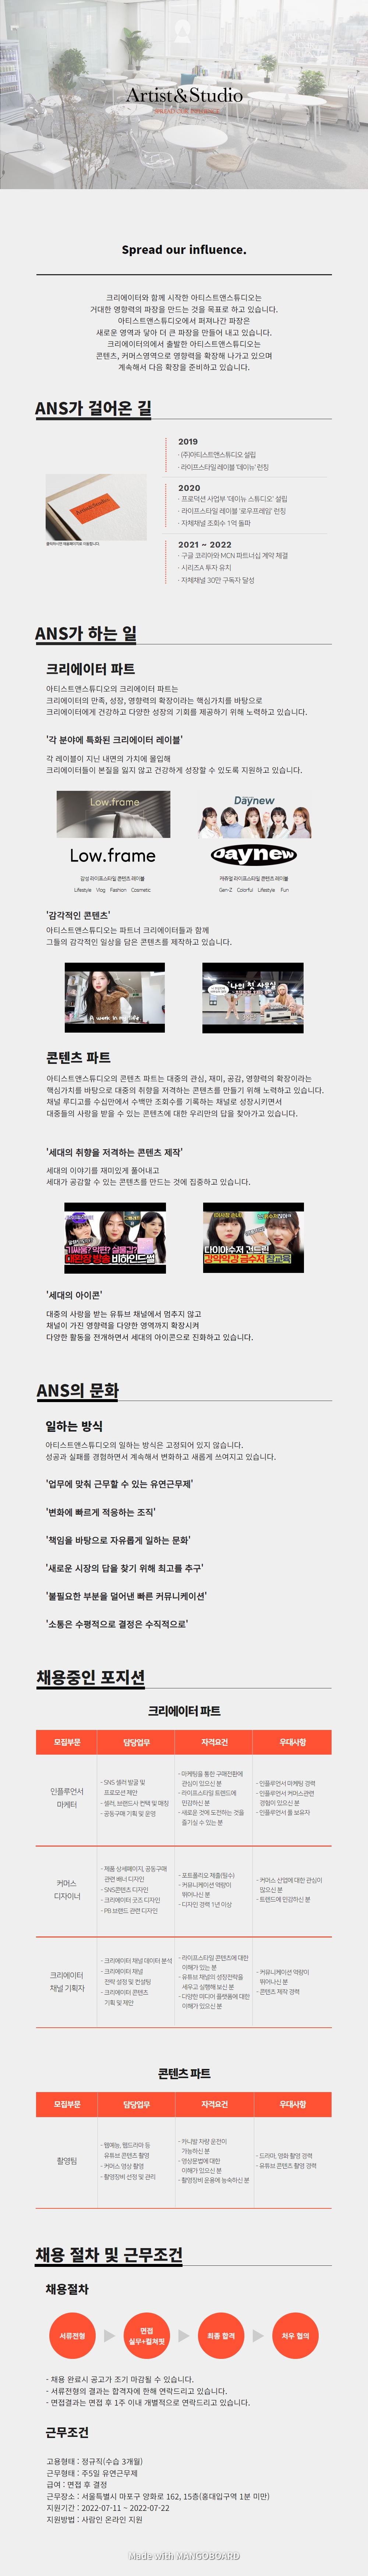 Artist&Studio
Spread our influence.
크리에이터와 함께 시작한 아티스트앤스튜디오는
거대한 영향력의 파장을 만드는 것을 목표로 하고 있습니다.
아티스트앤스튜디오에서 퍼져나간 파장은
새로운 영역과 닿아 더 큰 파장을 만들어 내고 있습니다.
크리에이터의에서 출발한 아티스트앤스튜디오는
콘텐츠, 커머스영역으로 영향력을 확장해 나가고 있으며
계속해서 다음 확장을 준비하고 있습니다.
ANS가 걸어온 길
2019
· (주)아티스트앤스튜디오 설립
· 라이프스타일 레이블 '데이뉴' 런칭
2020
· 프로덕션 사업부 '데이뉴 스튜디오' 설립
· 라이프스타일 레이블 '로우프레임' 런칭
· 자체채널 조회수 1억 돌파
2021 ~ 2022
· 구글 코리아와 MCN 파트너십 계약 체결
· 시리즈A 투자 유치
· 자체채널 30만 구독자 달성
Artist&Studio
클릭하시면 채용페이지로 이동합니다.
ANS가 하는 일
크리에이터 파트
아티스트앤스튜디오의 크리에이터 파트는
크리에이터의 만족, 성장, 영향력의 확장이라는 핵심가치를 바탕으로
크리에이터에게 건강하고 다양한 성장의 기회를 제공하기 위해 노력하고 있습니다.
'각 분야에 특화된 크리에이터 레이블'
각 레이블이 지닌 내면의 가치에 몰입해
크리에이터들이 본질을 잃지 않고 건강하게 성장할 수 있도록 지원하고 있습니다.
Low.frame
Daynew
Low.frame
daynew
감성 라이프스타일 콘텐츠 레이블
캐쥬얼 라이프스타일 콘텐츠 레이블
Lifestyle Vlog Fashion Cosmetic
Gen-Z Colorful Lifestyle Fun
'감각적인 콘텐츠'
아티스트앤스튜디오는 파트너 크리에이터들과 함께
그들의 감각적인 일상을 담은 콘텐츠를 제작하고 있습니다.
A week in my life
콘텐츠 파트
아티스트앤스튜디오의 콘텐츠 파트는 대중의 관심, 재미, 공감, 영향력의 확장이라는
핵심가치를 바탕으로 대중의 취향을 저격하는 콘텐츠를 만들기 위해 노력하고 있습니다.
채널 루디고를 수십만에서 수백만 조회수를 기록하는 채널로 성장시키면서
대중들의 사랑을 받을 수 있는 콘텐츠에 대한 우리만의 답을 찾아가고 있습니다.
'세대의 취향을 저격하는 콘텐츠 제작'
세대의 이야기를 재미있게 풀어내고
세대가 공감할 수 있는 콘텐츠를 만드는 것에 집중하고 있습니다.
기싸움? 악편? 살몰카?
대환장 방송 비하인드썰
다이아수저 건드린
강약약강 금수저 참교육
'세대의 아이콘'
대중의 사랑을 받는 유튜브 채널에서 멈추지 않고
채널이 가진 영향력을 다양한 영역까지 확장시켜
다양한 활동을 전개하면서 세대의 아이콘으로 진화하고 있습니다.
ANS의 문화
일하는 방식
아티스트앤스튜디오의 일하는 방식은 고정되어 있지 않습니다.
성공과 실패를 경험하면서 계속해서 변화하고 새롭게 쓰여지고 있습니다.
'업무에 맞춰 근무할 수 있는 유연근무제'
'변화에 빠르게 적응하는 조직'
'책임을 바탕으로 자유롭게 일하는 문화'
'새로운 시장의 답을 찾기 위해 최고를 추구'
'불필요한 부분을 덜어낸 빠른 커뮤니케이션'
'소통은 수평적으로 결정은 수직적으로'
채용중인 포지션
크리에이터 파트
모집부문 담당업무 자격요건 우대사항
인플루언서
마케터
- SNS 셀러 발굴 및
프로모션 제안
- 셀러, 브랜드사 컨택 및 매칭
- 공동구매 기획 및 운영
- 마케팅을 통한 구매전환에
관심이 있으신 분
- 라이프스타일 트렌드에
민감하신 분
- 새로운 것에 도전하는 것을
즐기실 수 있는 분
- 인플루언서 마케팅 경력
- 인플루언서 커머스관련
경험이 있으신 분
- 인플루언서 풀 보유자
커머스
디자이너
- 제품 상세페이지, 공동구매
관련 배너 디자인
- SNS콘텐츠 디자인
- 크리에이터 굿즈 디자인
- PB 브랜드 관련 디자인
- 포트폴리오 제출(필수)
- 커뮤니케이션 역량이
뛰어나신 분
- 디자인 경력 1년 이상
- 커머스 산업에 대한 관심이
많으신 분
- 트렌드에 민감하신 분
크리에이터
채널 기획자
- 크리에이터 채널 데이터 분석
- 크리에이터 채널
전략 설정 및 컨설팅
- 크리에이터 콘텐츠
기획 및 제안
- 라이프스타일 콘텐츠에 대한
이해가 있는 분
- 유튜브 채널의 성장전략을
세우고 실행해 보신 분
- 다양한 미디어 플랫폼에 대한
이해가 있으신 분
- 커뮤니케이션 역량이
뛰어나신 분
- 콘텐츠 제작 경력
콘텐츠 파트
모집부문 담당업무 자격요건 우대사항
촬영팀
- 웹예능, 웹드라마 등
유튜브 콘텐츠 촬영
- 커머스 영상 촬영
- 촬영장비 선정 및 관리
- 카니발 차량 운전이
가능하신 분
- 영상문법에 대한
이해가 있으신 분
- 촬영장비 운용에 능숙하신 분
- 드라마, 영화 촬영 경력
- 유튜브 콘텐츠 촬영 경력
채용 절차 및 근무조건
채용절차
서류전형
면접
실무+컬쳐핏
최종 합격
처우 협의
- 채용 완료시 공고가 조기 마감될 수 있습니다.
- 서류전형의 결과는 합격자에 한해 연락드리고 있습니다.
- 면접결과는 면접 후 1주 이내 개별적으로 연락드리고 있습니다.
근무조건
고용형태 : 정규직(수습 3개월)
근무형태 : 주5일 유연근무제
급여 : 면접 후 결정
근무장소 : 서울특별시 마포구 양화로 162, 15층(홍대입구역 1분 미만)
지원기간 : 2022-07-11 ~ 2022-07-22
지원방법 : 사람인 온라인 지원
Made with MANGOBOARD